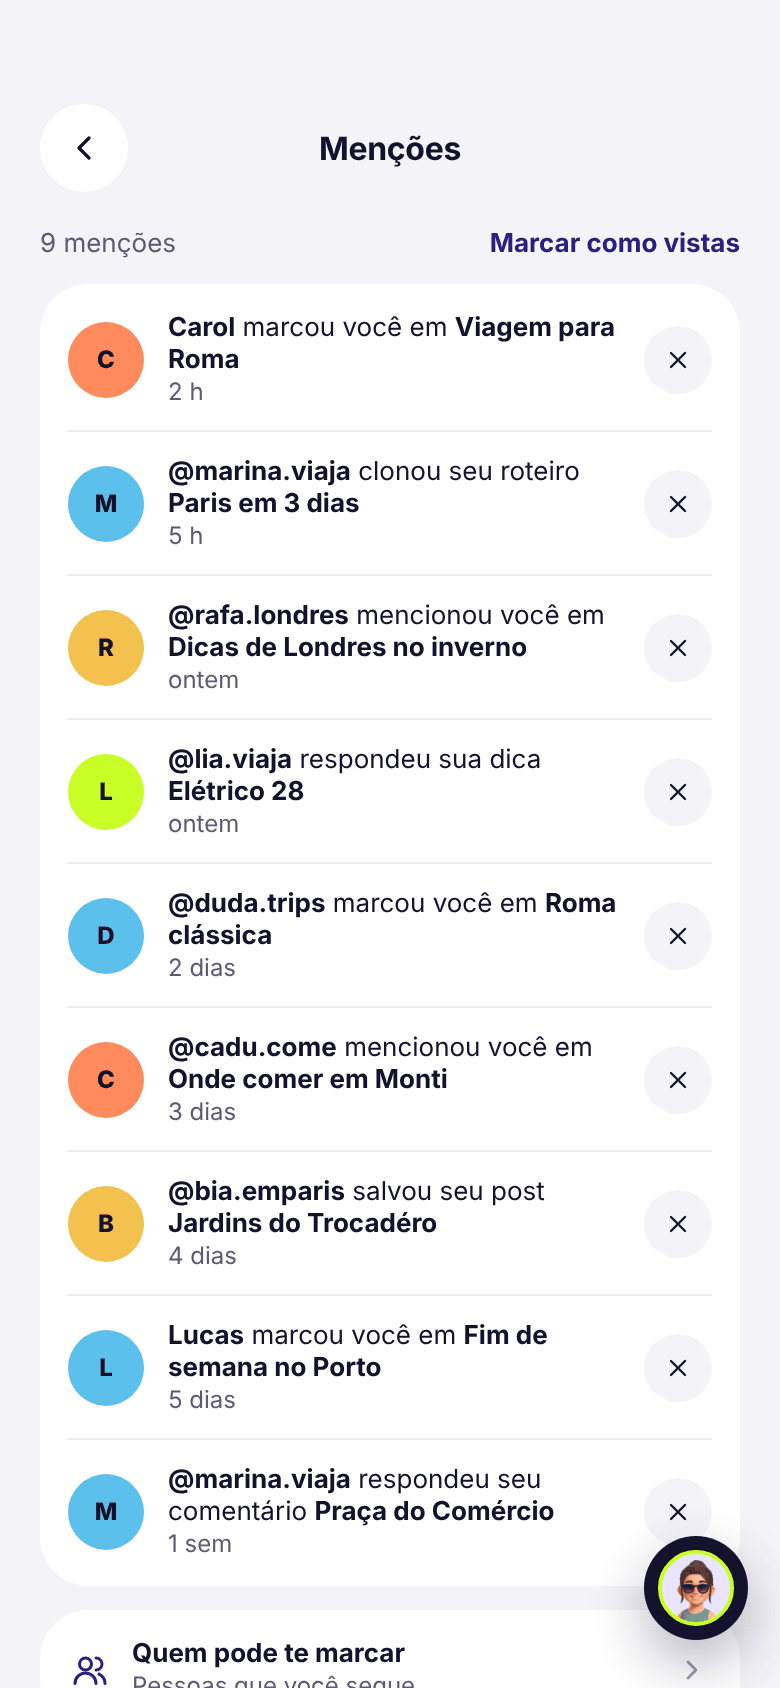 Menções
9 menções
Marcar como vistas
C
Carol marcou você em Viagem para
Roma
2 h
M
@marina.viaja clonou seu roteiro
Paris em 3 dias
5 h
R
@rafa.londres mencionou você em
Dicas de Londres no inverno
ontem
L
@lia.viaja respondeu sua dica
Elétrico 28
ontem
D
@duda.trips marcou você em Roma
clássica
2 dias
C
@cadu.come mencionou você em
Onde comer em Monti
3 dias
B
@bia.emparis salvou seu post
Jardins do Trocadéro
4 dias
L
Lucas marcou você em Fim de
semana no Porto
5 dias
M
@marina.viaja respondeu seu
comentário Praça do Comércio
1 sem
Quem pode te marcar
Pessoas que você segue